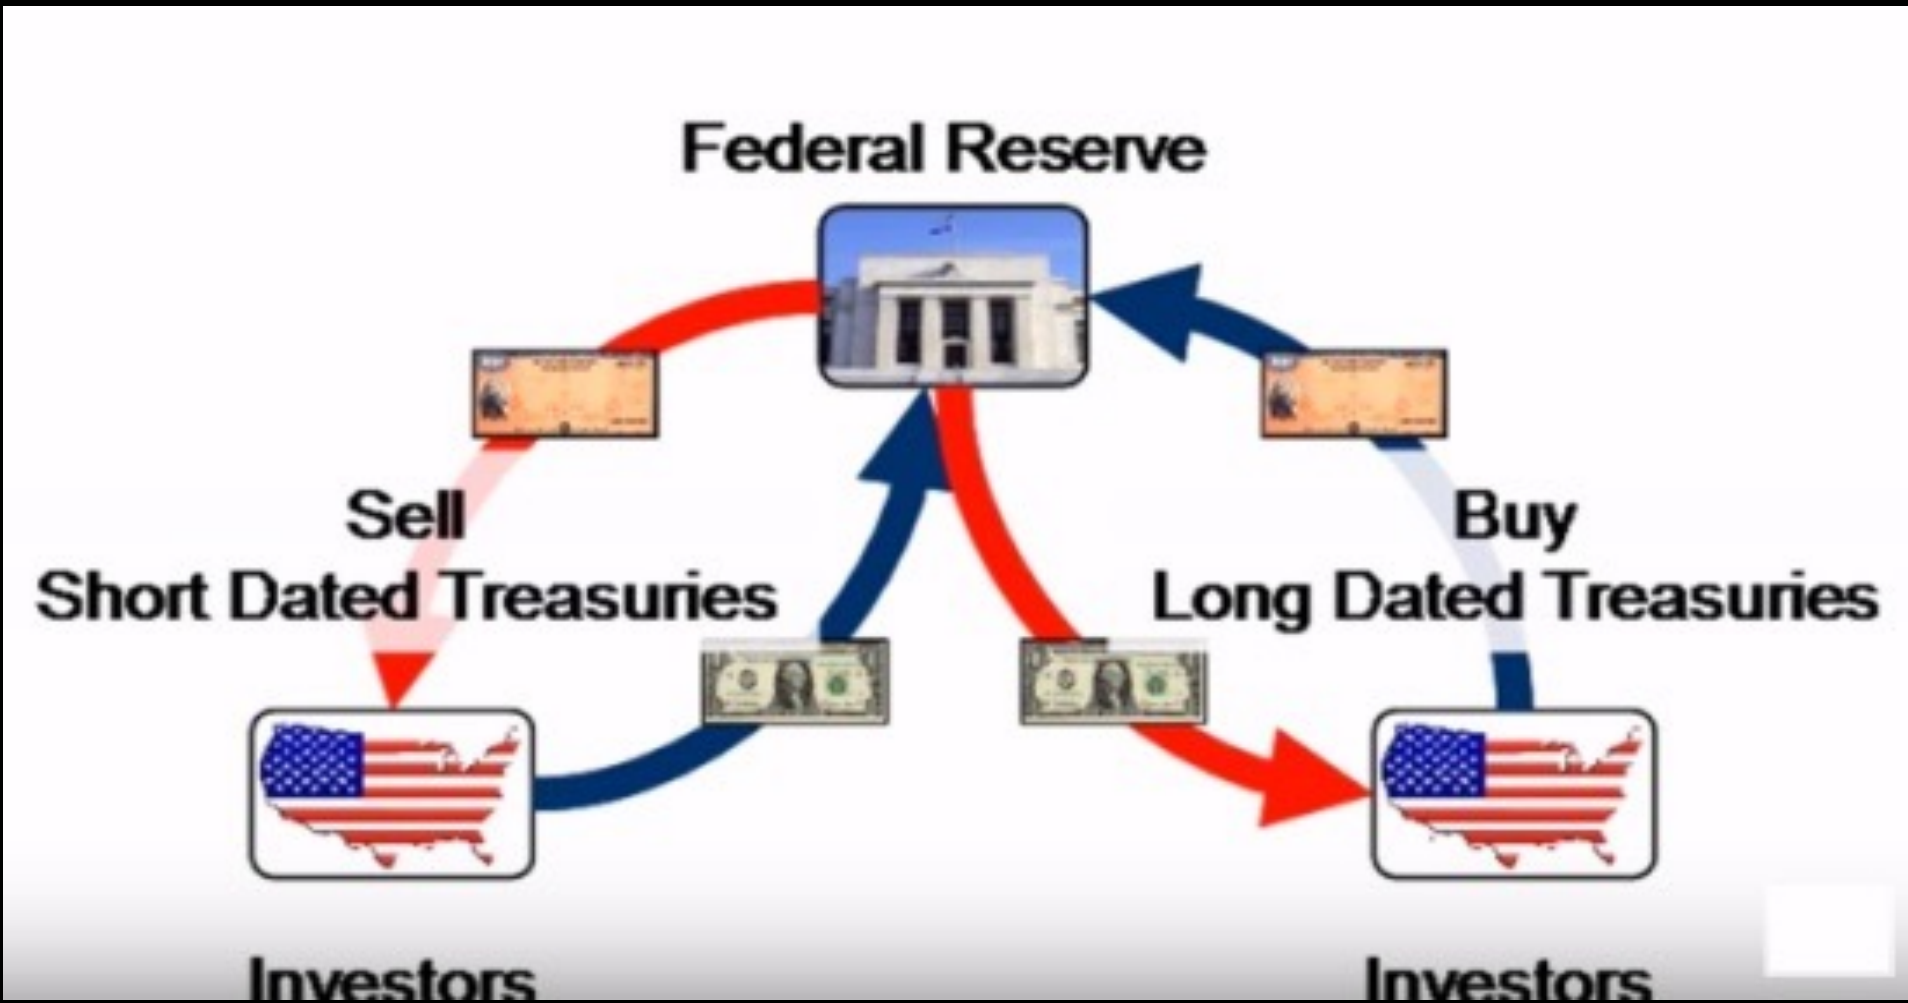 Federal Reserve
Sell
Short Dated Treasuries
Buy
Long Dated Treasuries
Investors
Investors